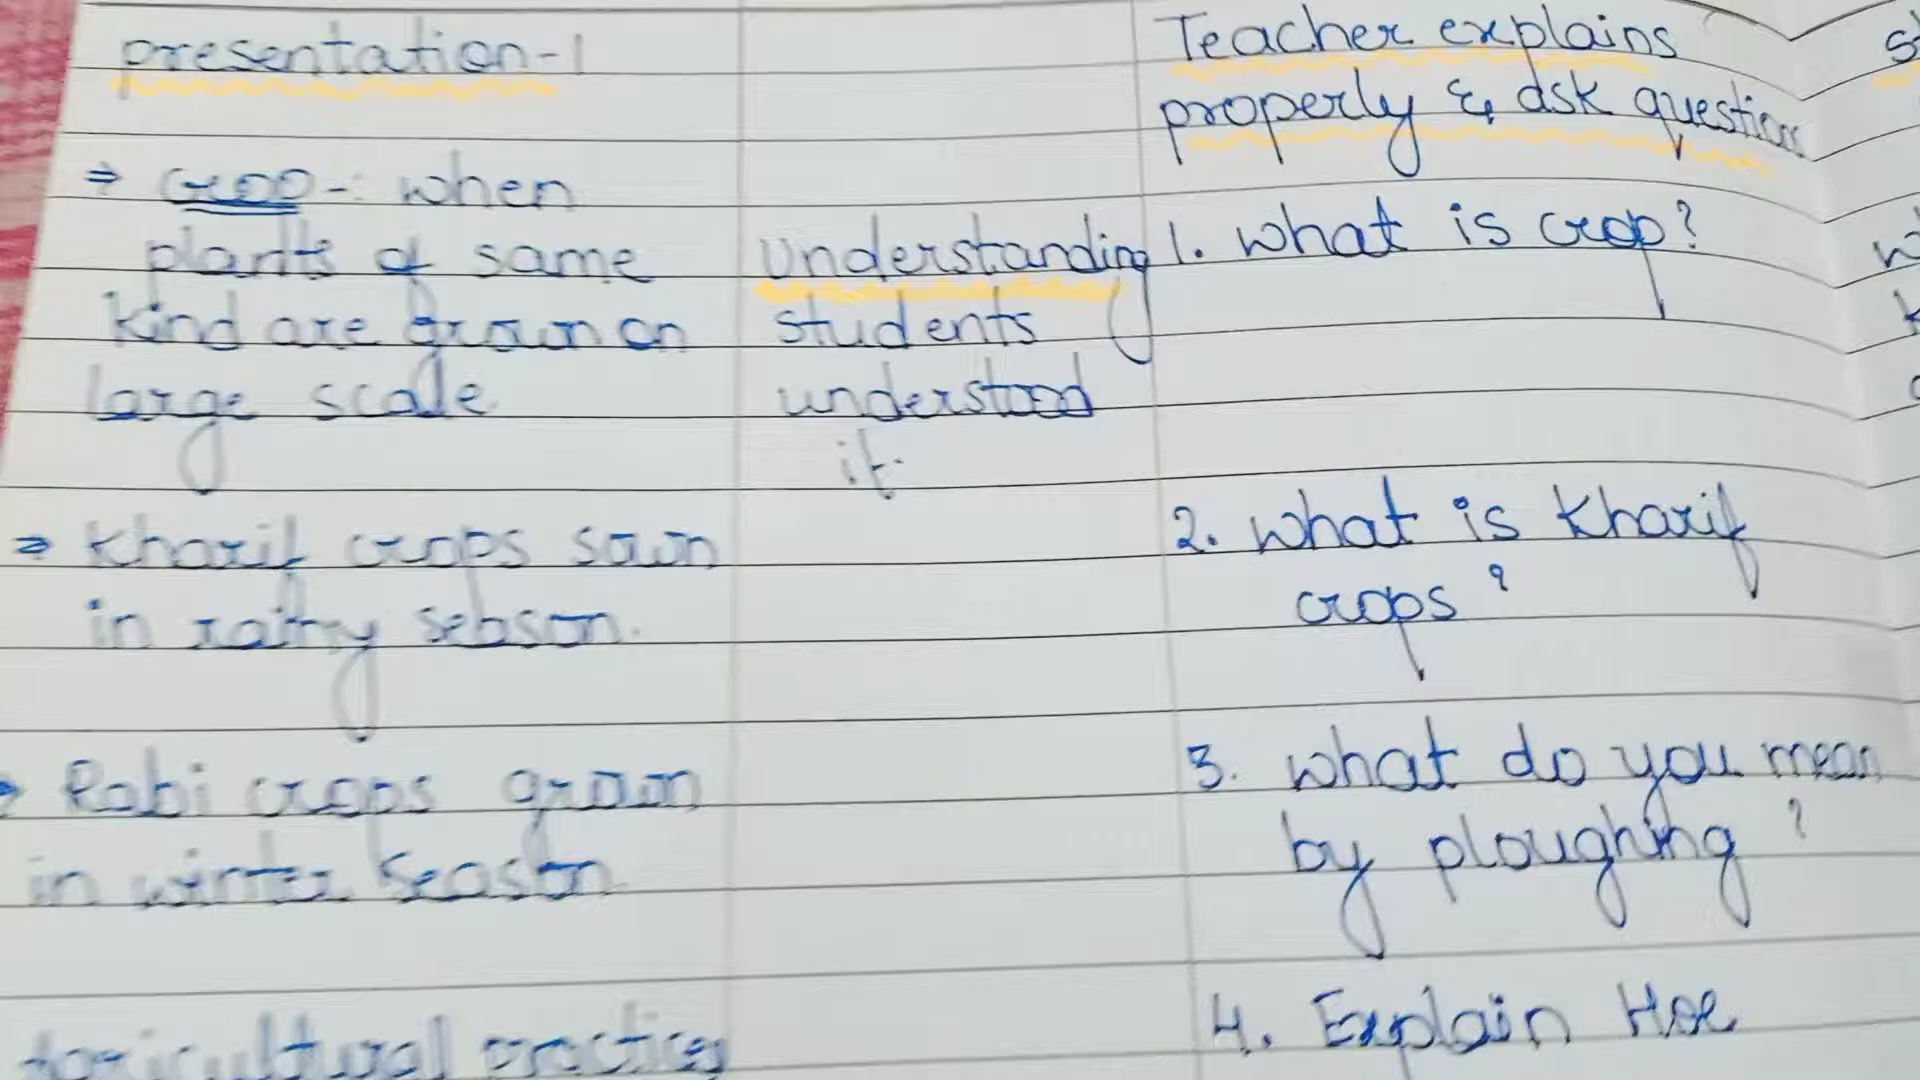 presentation-1
⇒ crop -: when
plants of same
kind are grown on
large scale.
⇒ Kharif crops sown
in rainy season.
Rabi crops grown
in winter season
Agricultural practices
Understanding
students
understood
it.
Teacher explains
properly & ask question
1. What is crop?
2. What is Kharif
crops?
3. What do you mean
by ploughing?
4. Explain Hoe